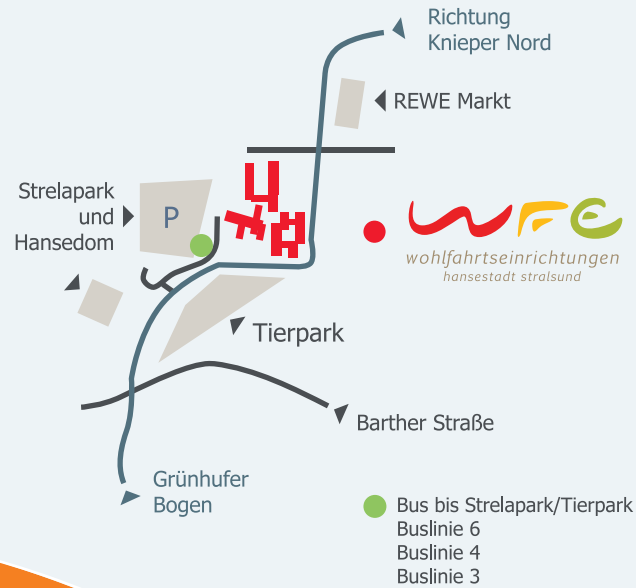 Richtung
Knieper Nord
REWE Markt
Strelapark
und
Hansedom
P
WFE
wohlfahrtseinrichtungen
hansestadt stralsund
Tierpark
Barther Straße
Grünhufer
Bogen
Bus bis Strelapark/Tierpark
Buslinie 6
Buslinie 4
Buslinie 3